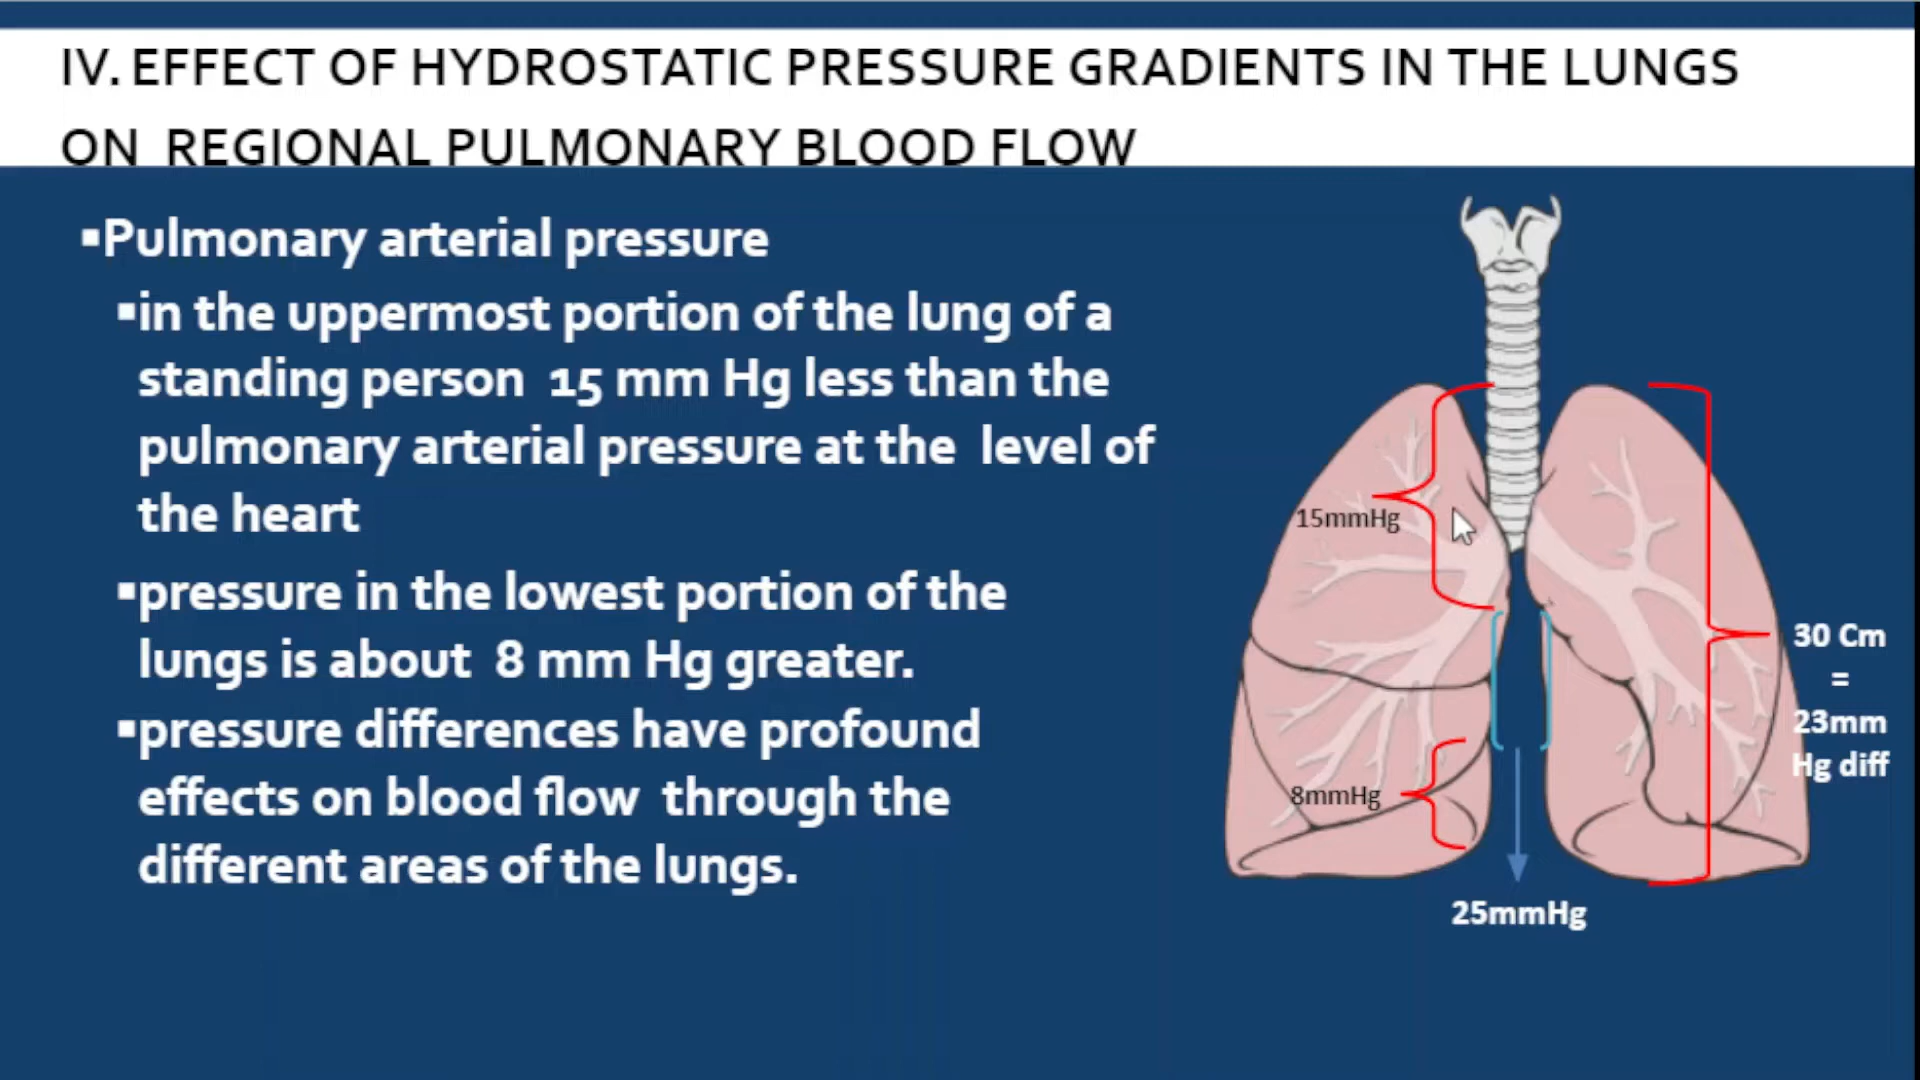 IV. EFFECT OF HYDROSTATIC PRESSURE GRADIENTS IN THE LUNGS
ON REGIONAL PULMONARY BLOOD FLOW
▪Pulmonary arterial pressure
▪in the uppermost portion of the lung of a
standing person 15 mm Hg less than the
pulmonary arterial pressure at the level of
the heart
▪pressure in the lowest portion of the
lungs is about 8 mm Hg greater.
▪pressure differences have profound
effects on blood flow through the
different areas of the lungs.
15mmHg
8mmHg
30 Cm
=
23mm
Hg diff
25mmHg